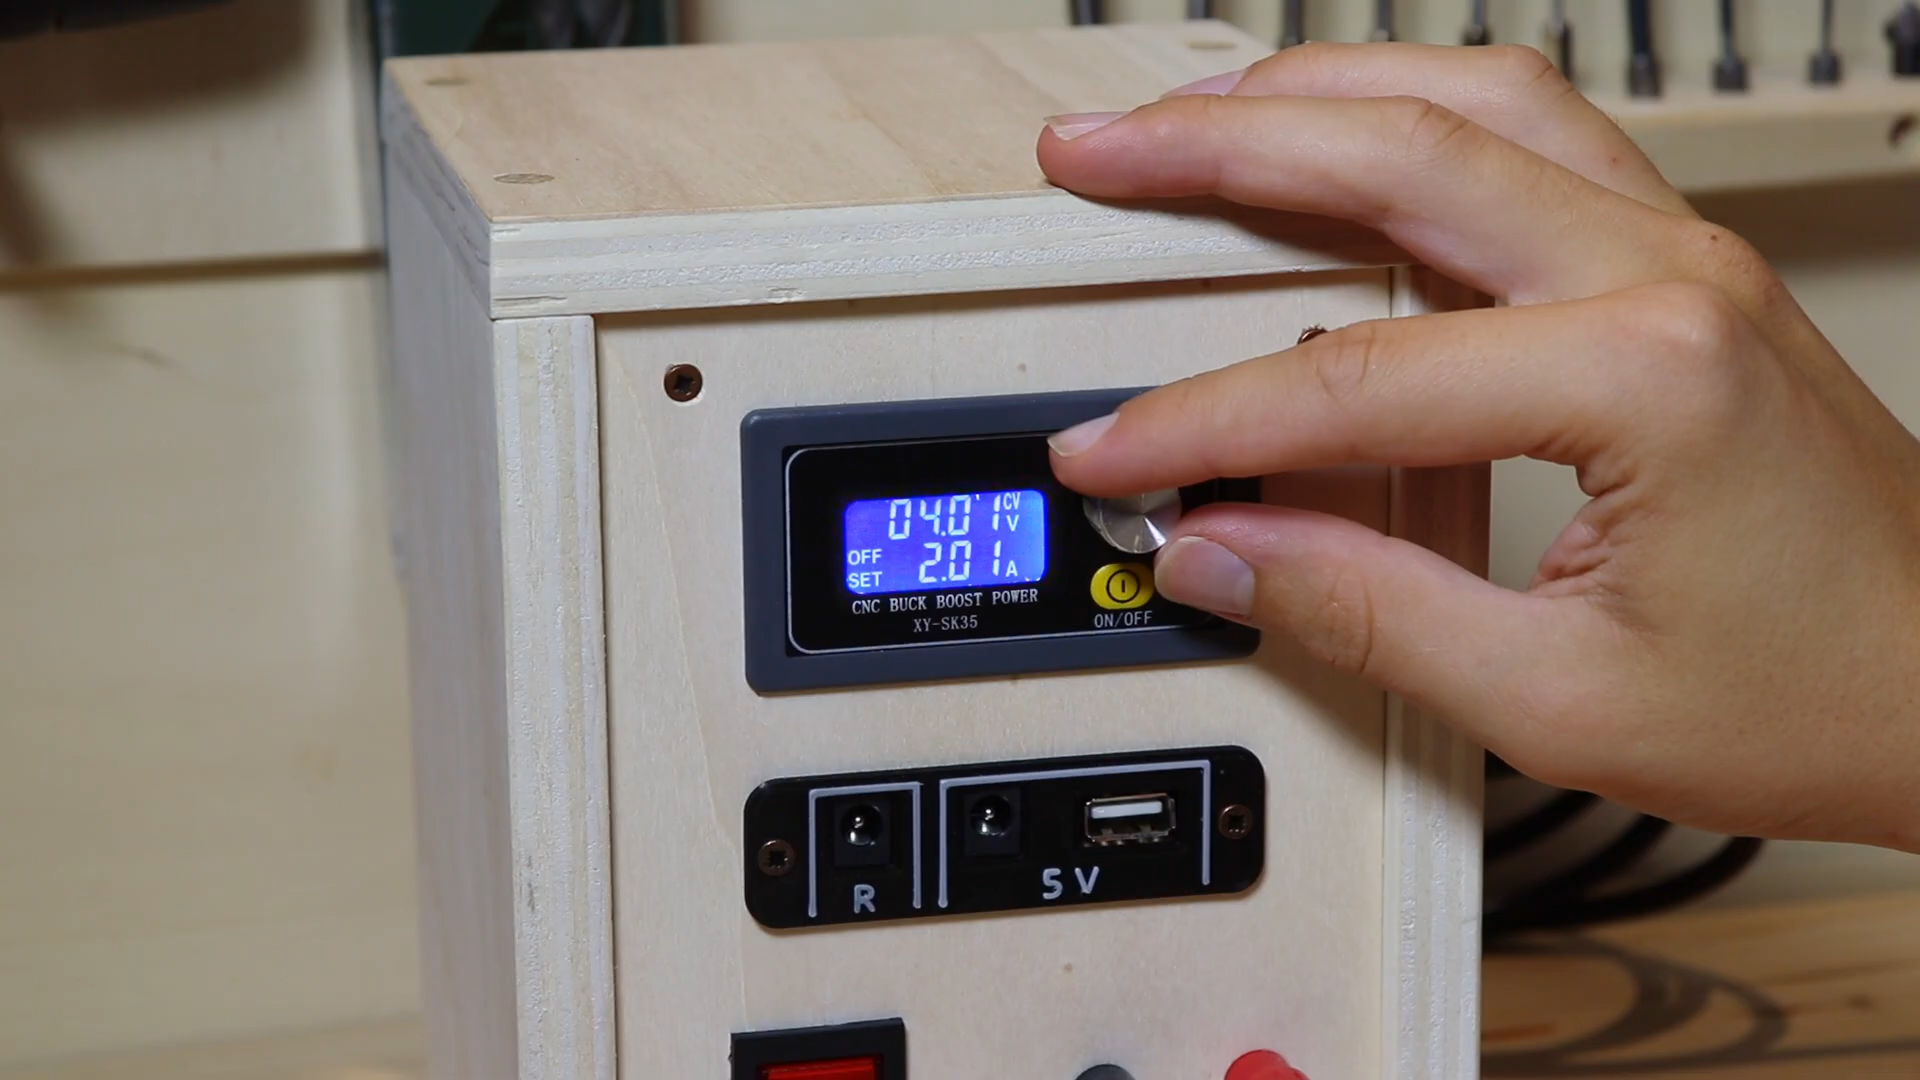 04.01 CV V
OFF
SET 2.01 A
CNC BUCK BOOST POWER
XY-SK35
ON/OFF
R
5V